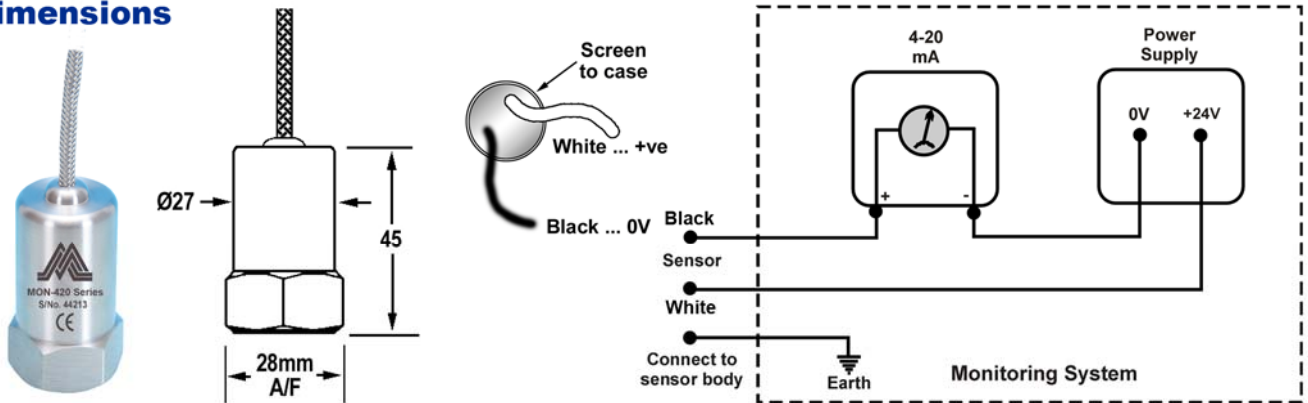 imensions
MON-420 Series
S/No. 44213
CE
Ø27
45
28mm
A/F
Screen
to case
White ... +ve
Black ... 0V
Black
Sensor
White
Connect to
sensor body
4-20
mA
+ -
Power
Supply
0V +24V
Earth
Monitoring System